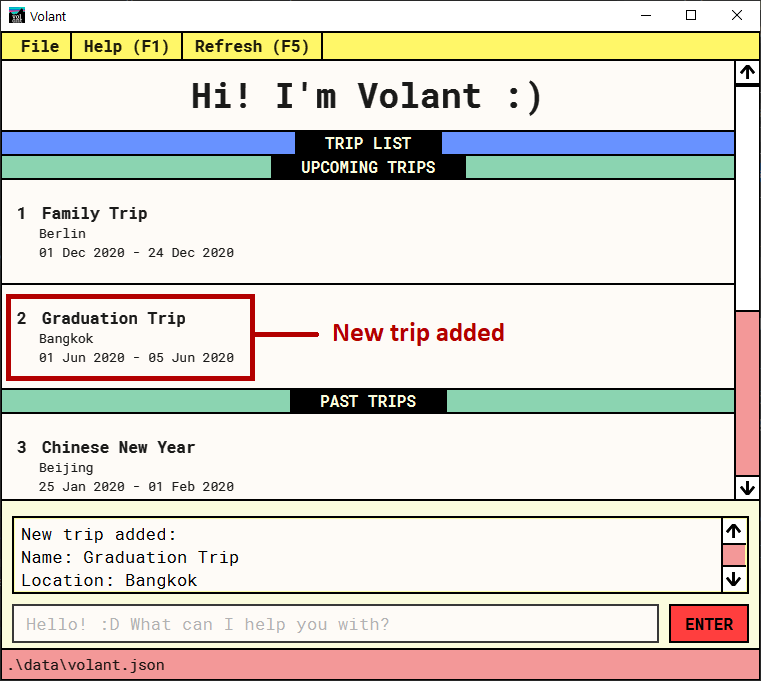 Volant
File
Help (F1)
Refresh (F5)
Hi! I'm Volant :)
TRIP LIST
UPCOMING TRIPS
1 Family Trip
Berlin
01 Dec 2020 - 24 Dec 2020
2 Graduation Trip
Bangkok
01 Jun 2020 - 05 Jun 2020
New trip added
PAST TRIPS
3 Chinese New Year
Beijing
25 Jan 2020 - 01 Feb 2020
New trip added:
Name: Graduation Trip
Location: Bangkok
Hello! :D What can I help you with?
ENTER
.\data\volant.json